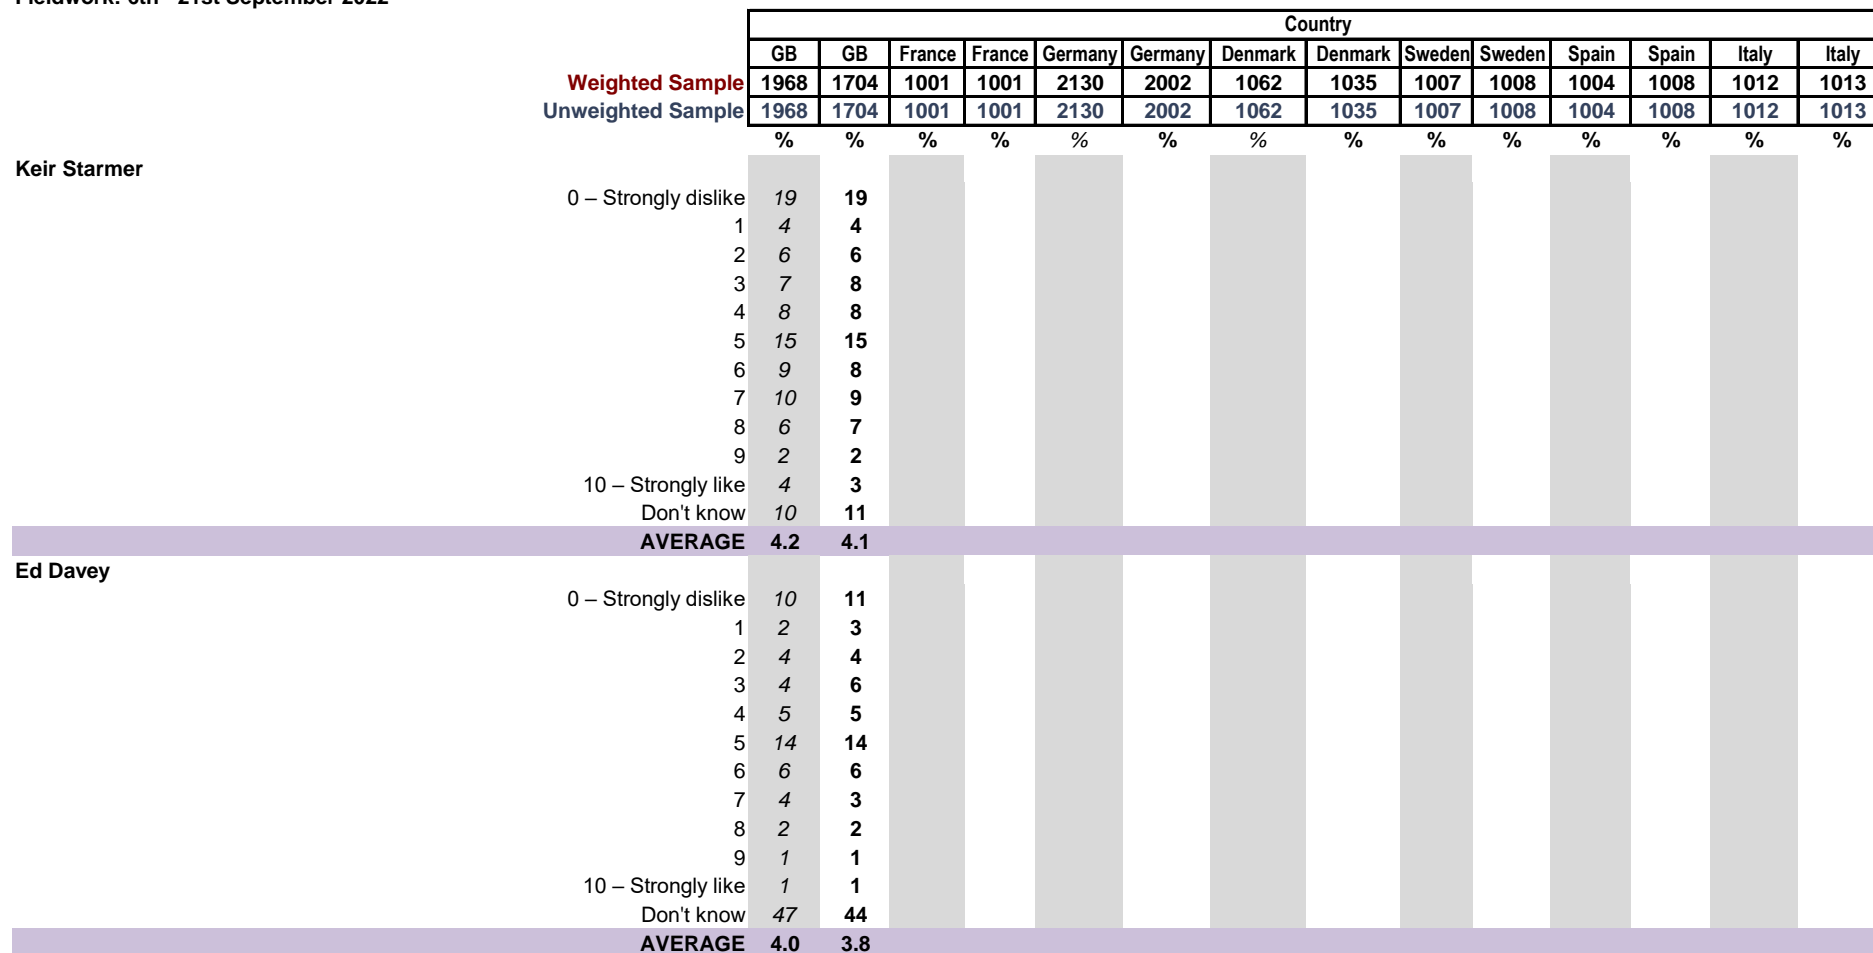 Country
GB GB France France Germany Germany Denmark Denmark Sweden Sweden Spain Spain Italy Italy
Weighted Sample 1968 1704 1001 1001 2130 2002 1062 1035 1007 1008 1004 1008 1012 1013
Unweighted Sample 1968 1704 1001 1001 2130 2002 1062 1035 1007 1008 1004 1008 1012 1013
% % % % % % % % % % % % % %
Keir Starmer
0 – Strongly dislike 19 19
1 4 4
2 6 6
3 7 8
4 8 8
5 15 15
6 9 8
7 10 9
8 6 7
9 2 2
10 – Strongly like 4 3
Don't know 10 11
AVERAGE 4.2 4.1
Ed Davey
0 – Strongly dislike 10 11
1 2 3
2 4 4
3 4 6
4 5 5
5 14 14
6 6 6
7 4 3
8 2 2
9 1 1
10 – Strongly like 1 1
Don't know 47 44
AVERAGE 4.0 3.8